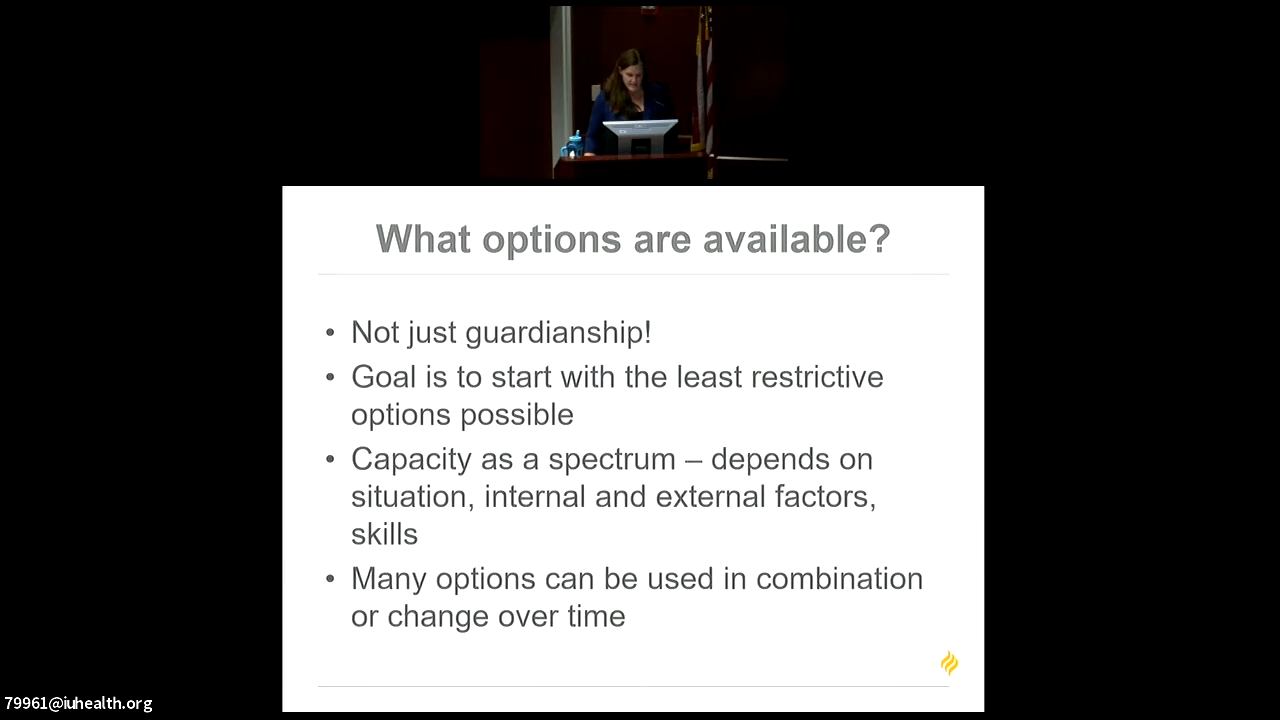 What options are available?
• Not just guardianship!
• Goal is to start with the least restrictive
options possible
• Capacity as a spectrum – depends on
situation, internal and external factors,
skills
• Many options can be used in combination
or change over time
79961@iuhealth.org